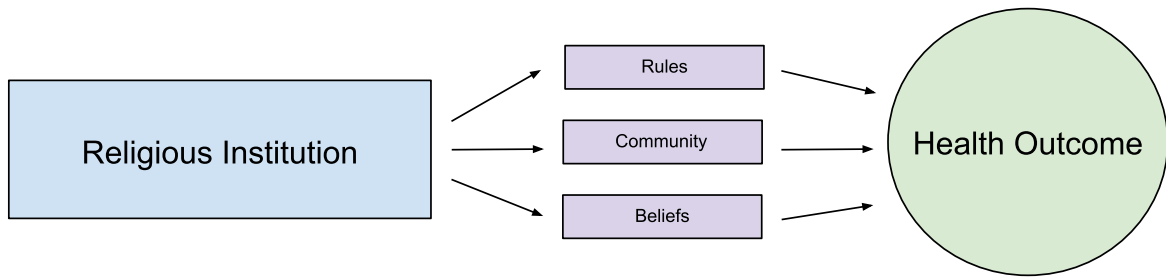 Religious Institution
Rules
Community
Beliefs
Health Outcome